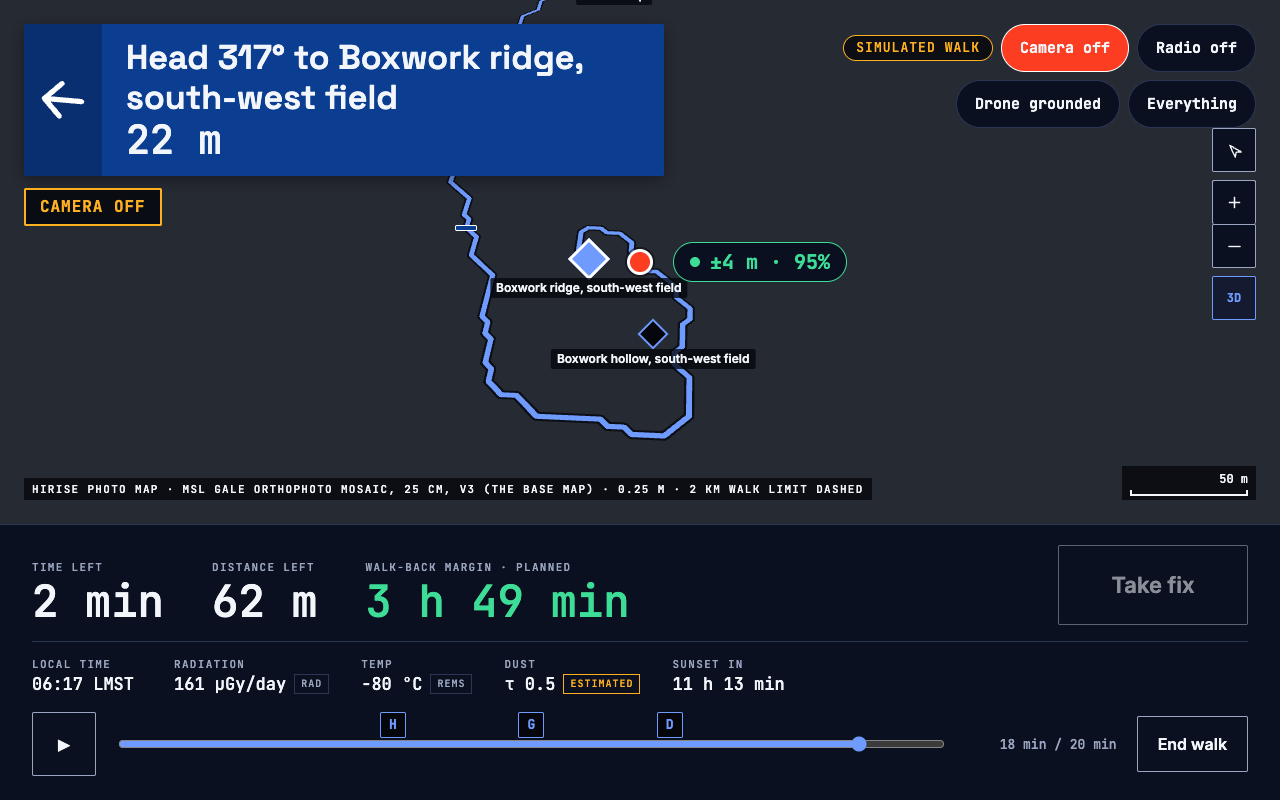 Head 317° to Boxwork ridge,
south-west field
22 m
SIMULATED WALK
Camera off
Radio off
Drone grounded
Everything
CAMERA OFF
+
−
3D
±4 m · 95%
Boxwork ridge, south-west field
Boxwork hollow, south-west field
HIRISE PHOTO MAP · MSL GALE ORTHOPHOTO MOSAIC, 25 CM, V3 (THE BASE MAP) · 0.25 M · 2 KM WALK LIMIT DASHED
50 m
TIME LEFT
2 min
DISTANCE LEFT
62 m
WALK-BACK MARGIN · PLANNED
3 h 49 min
Take fix
LOCAL TIME
06:17 LMST
RADIATION
161 µGy/day RAD
TEMP
-80 °C REMS
DUST
τ 0.5 ESTIMATED
SUNSET IN
11 h 13 min
H
G
D
18 min / 20 min
End walk